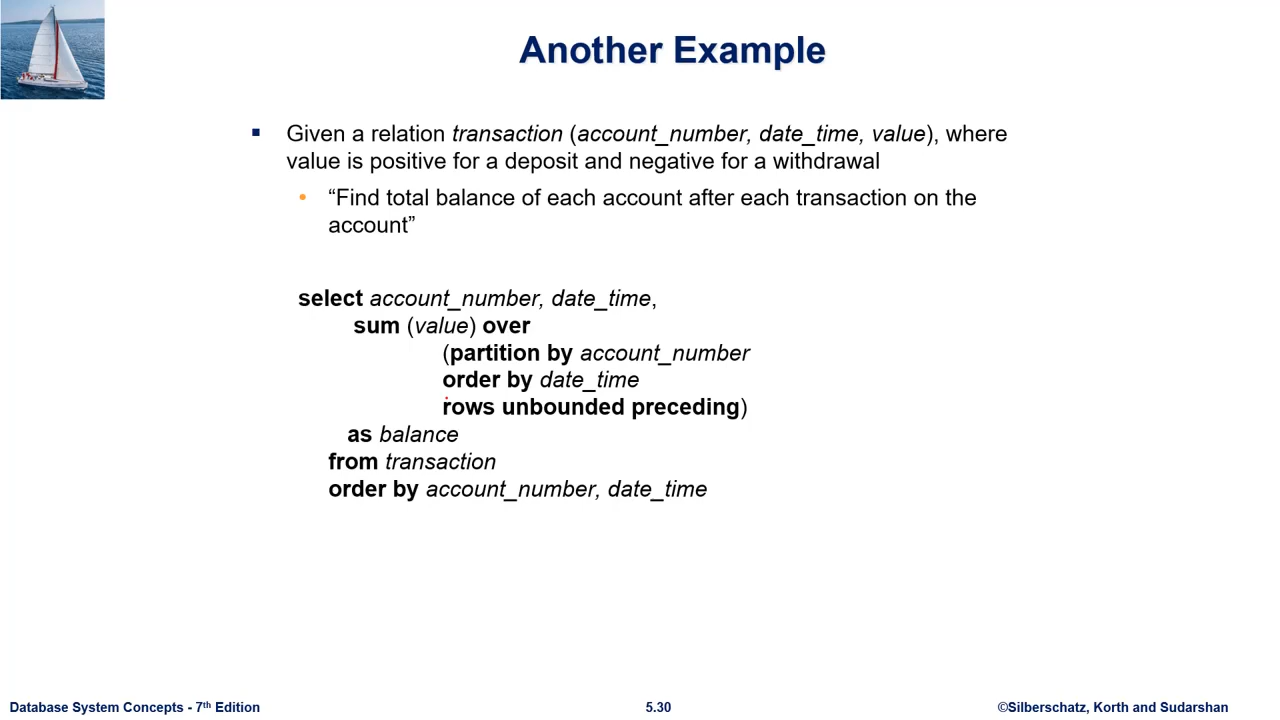 Another Example
▪ Given a relation transaction (account_number, date_time, value), where
value is positive for a deposit and negative for a withdrawal
• “Find total balance of each account after each transaction on the
account”
select account_number, date_time,
sum (value) over
(partition by account_number
order by date_time
rows unbounded preceding)
as balance
from transaction
order by account_number, date_time
Database System Concepts - 7th Edition
5.30
©Silberschatz, Korth and Sudarshan